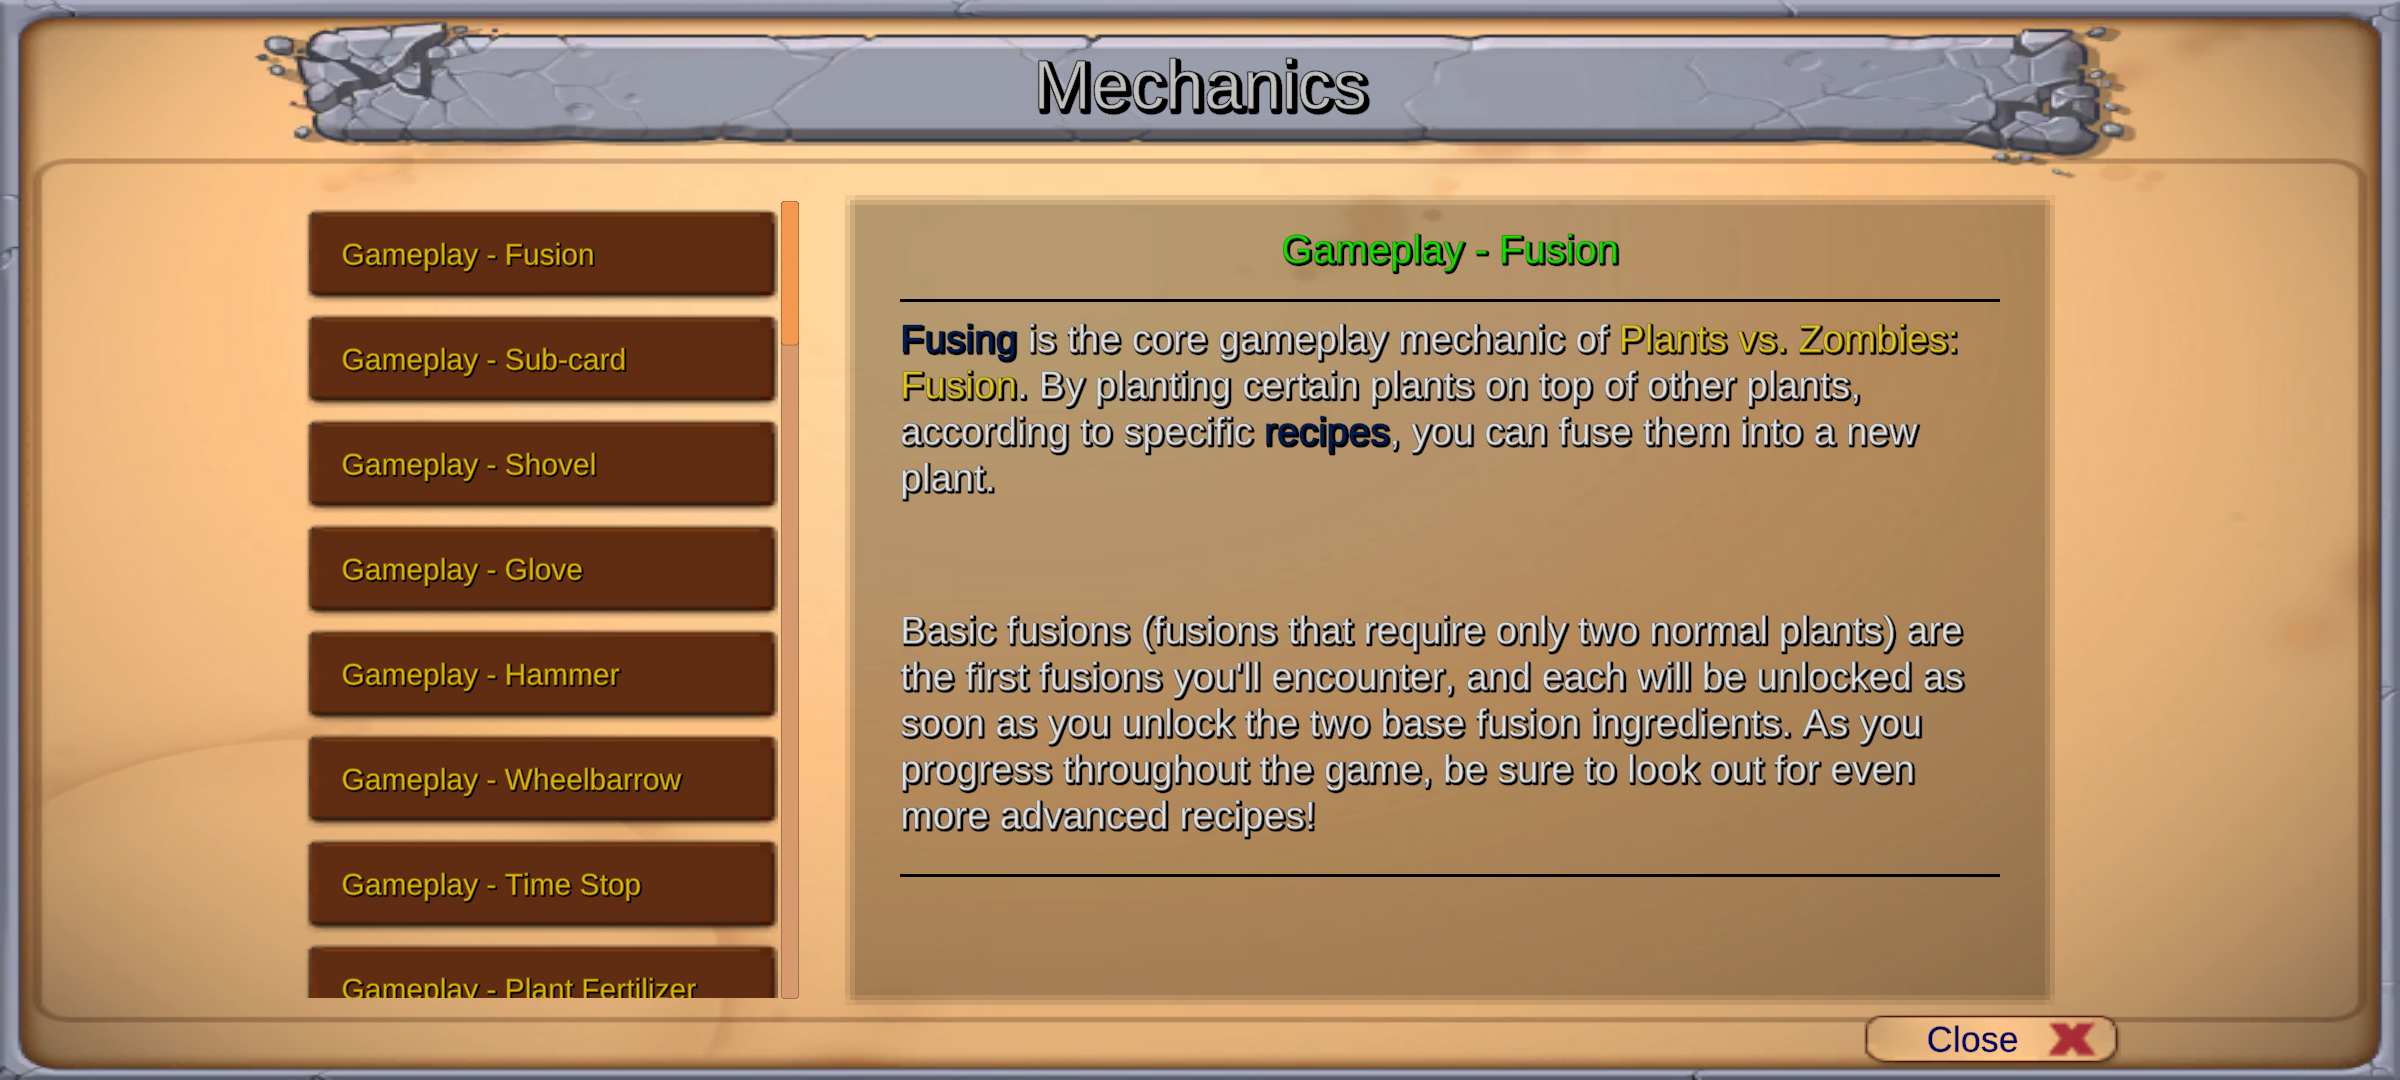 Mechanics
Gameplay - Fusion
Gameplay - Sub-card
Gameplay - Shovel
Gameplay - Glove
Gameplay - Hammer
Gameplay - Wheelbarrow
Gameplay - Time Stop
Gameplay - Plant Fertilizer
Gameplay - Fusion
Fusing is the core gameplay mechanic of Plants vs. Zombies:
Fusion. By planting certain plants on top of other plants,
according to specific recipes, you can fuse them into a new
plant.
Basic fusions (fusions that require only two normal plants) are
the first fusions you'll encounter, and each will be unlocked as
soon as you unlock the two base fusion ingredients. As you
progress throughout the game, be sure to look out for even
more advanced recipes!
Close